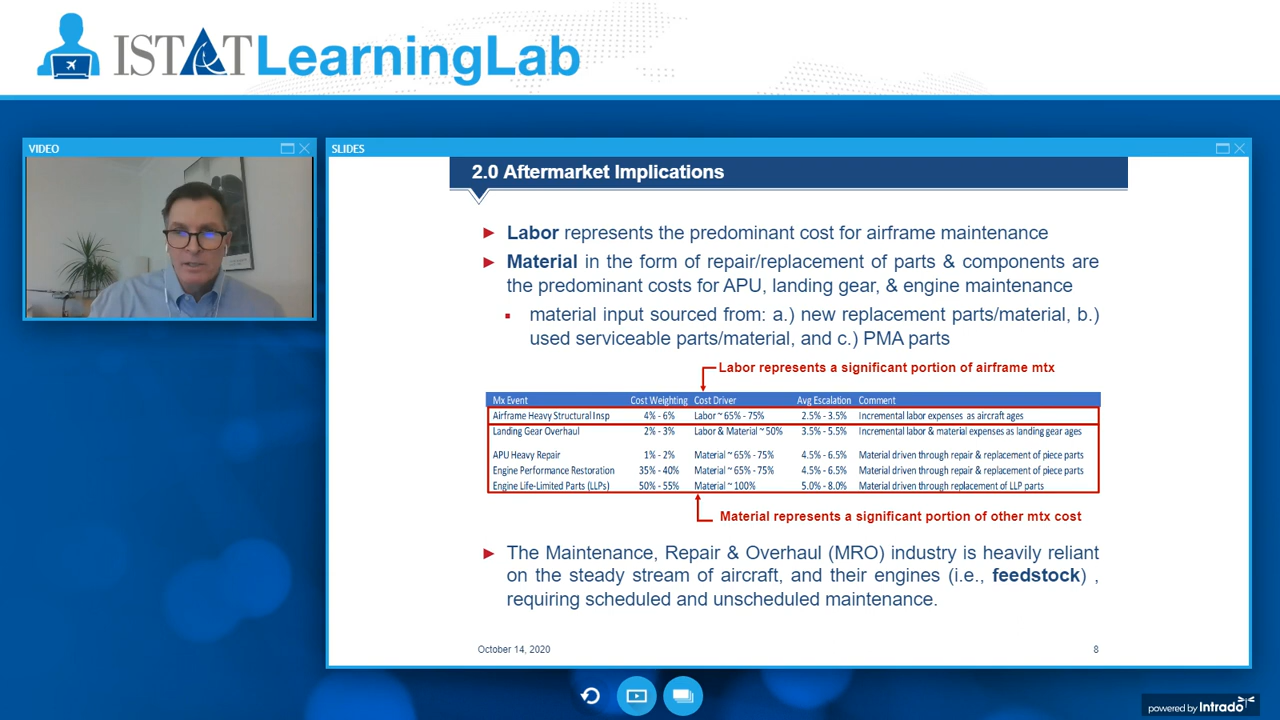 ISTAT LearningLab
VIDEO
SLIDES
2.0 Aftermarket Implications
Labor represents the predominant cost for airframe maintenance
Material in the form of repair/replacement of parts & components are
the predominant costs for APU, landing gear, & engine maintenance
material input sourced from: a.) new replacement parts/material, b.)
used serviceable parts/material, and c.) PMA parts
Labor represents a significant portion of airframe mtx
Mx Event Cost Weighting Cost Driver Avg Escalation Comment
Airframe Heavy Structural Insp 4% - 6% Labor ~ 65% - 75% 2.5% - 3.5% Incremental labor expenses as aircraft ages
Landing Gear Overhaul 2% - 3% Labor & Material ~ 50% 3.5% - 5.5% Incremental labor & material expenses as landing gear ages
APU Heavy Repair 1% - 2% Material ~ 65% - 75% 4.5% - 6.5% Material driven through repair & replacement of piece parts
Engine Performance Restoration 35% - 40% Material ~ 65% - 75% 4.5% - 6.5% Material driven through repair & replacement of piece parts
Engine Life-Limited Parts (LLPs) 50% - 55% Material ~ 100% 5.0% - 8.0% Material driven through replacement of LLP parts
Material represents a significant portion of other mtx cost
The Maintenance, Repair & Overhaul (MRO) industry is heavily reliant
on the steady stream of aircraft, and their engines (i.e., feedstock) ,
requiring scheduled and unscheduled maintenance.
October 14, 2020
8
powered by Intrado